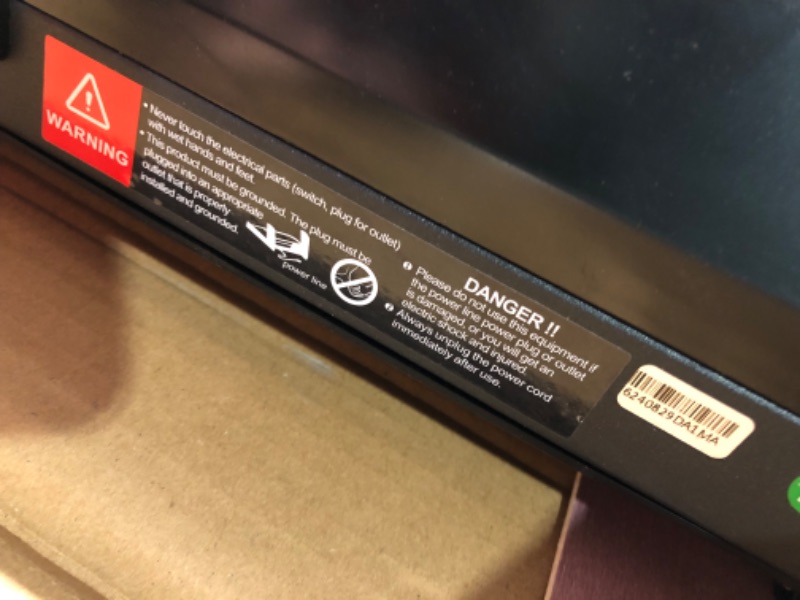 WARNING
• Never touch the electrical parts (switch, plug for outlet)
with wet hands and feet.
• This product must be grounded. The plug must be
plugged into an appropriate
outlet that is properly
installed and grounded.
power line
DANGER !!
Please do not use this equipment if
the power line power plug or outlet
is damaged, or you will get an
electric shock and injured.
Always unplug the power cord
immediately after use.
6240829DA1MA